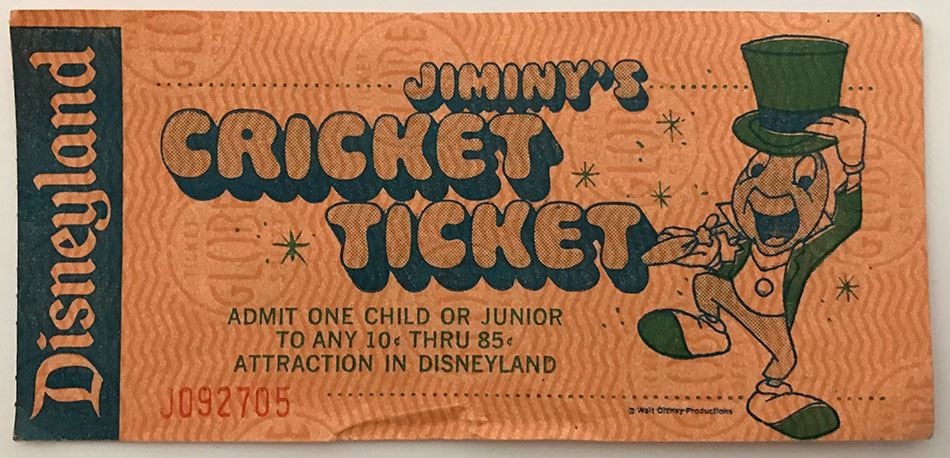 Disneyland
JIMINY'S
CRICKET
TICKET
ADMIT ONE CHILD OR JUNIOR
TO ANY 10¢ THRU 85¢
ATTRACTION IN DISNEYLAND
J092705
© Walt Disney Productions